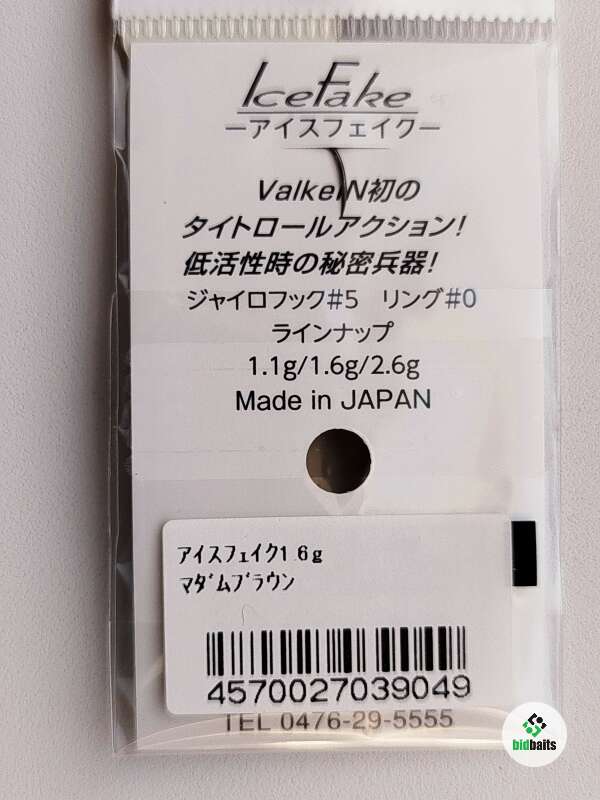 IceFake
ーアイスフェイクー
ValkeIN初の
タイトロールアクション!
低活性時の秘密兵器!
ジャイロフック#5 リング#0
ラインナップ
1.1g/1.6g/2.6g
Made in JAPAN
ｱｲｽﾌｪｲｸ1.6g
ﾏﾀﾞﾑﾌﾞﾗｳﾝ
4570027039049
TEL 0476-29-5555
bidbaits